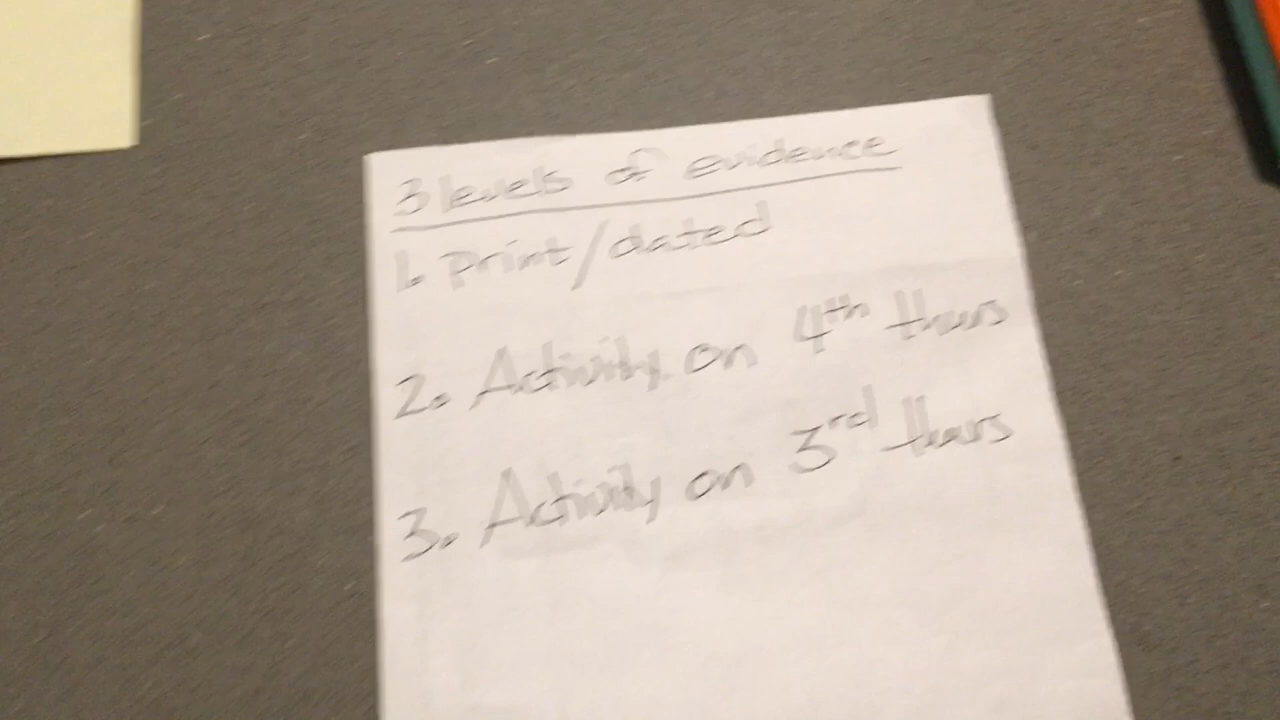 3 levels of evidence
1. Print/dated
2. Activity on 4th thurs
3. Activity on 3rd thurs